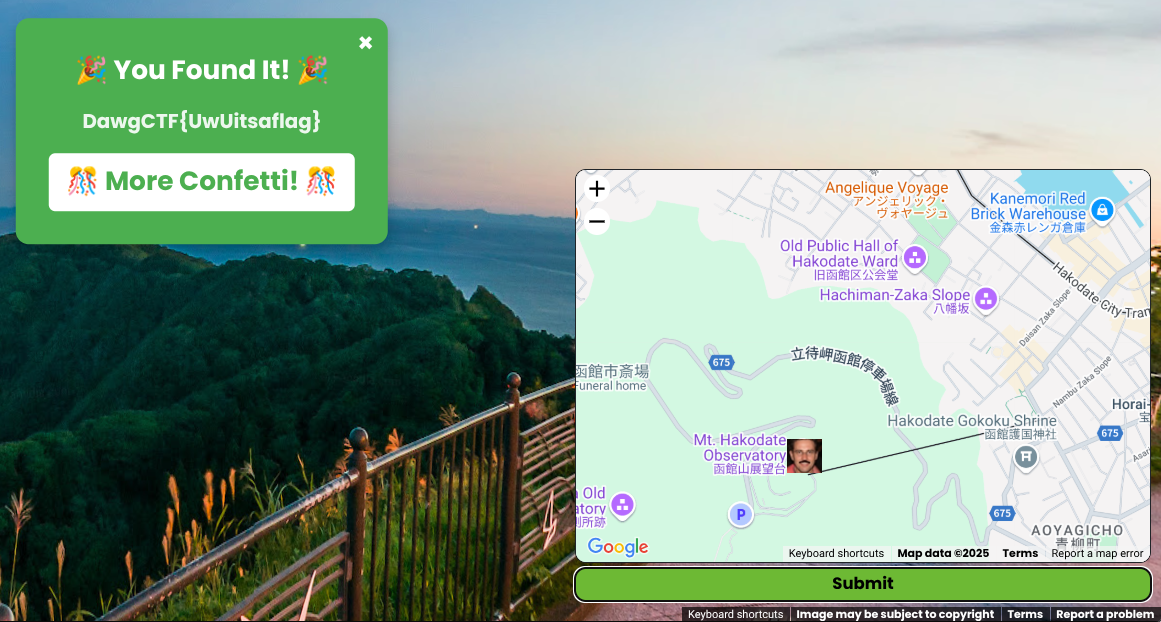 ✖
🎉 You Found It! 🎉
DawgCTF{UwUitsaflag}
🎊 More Confetti! 🎊
+
−
Angelique Voyage
アンジェリック・
ヴォヤージュ
Kanemori Red
Brick Warehouse
金森赤レンガ倉庫
Old Public Hall of
Hakodate Ward
旧函館区公会堂
Hachiman-Zaka Slope
八幡坂
Hakodate City-Tran
Daisan Zaka Slope
675
立待岬函館停車場線
函館市斎場
Funeral home
Nambu Zaka Slope
Horai-
宝
Hakodate Gokoku Shrine
函館護国神社
675
Mt. Hakodate
Observatory
函館山展望台
n Old
atory
測所跡
P
675
AOYAGICHO
青柳町
Asar
Google
Keyboard shortcuts
Map data ©2025
Terms
Report a map error
Submit
Keyboard shortcuts
Image may be subject to copyright
Terms
Report a problem